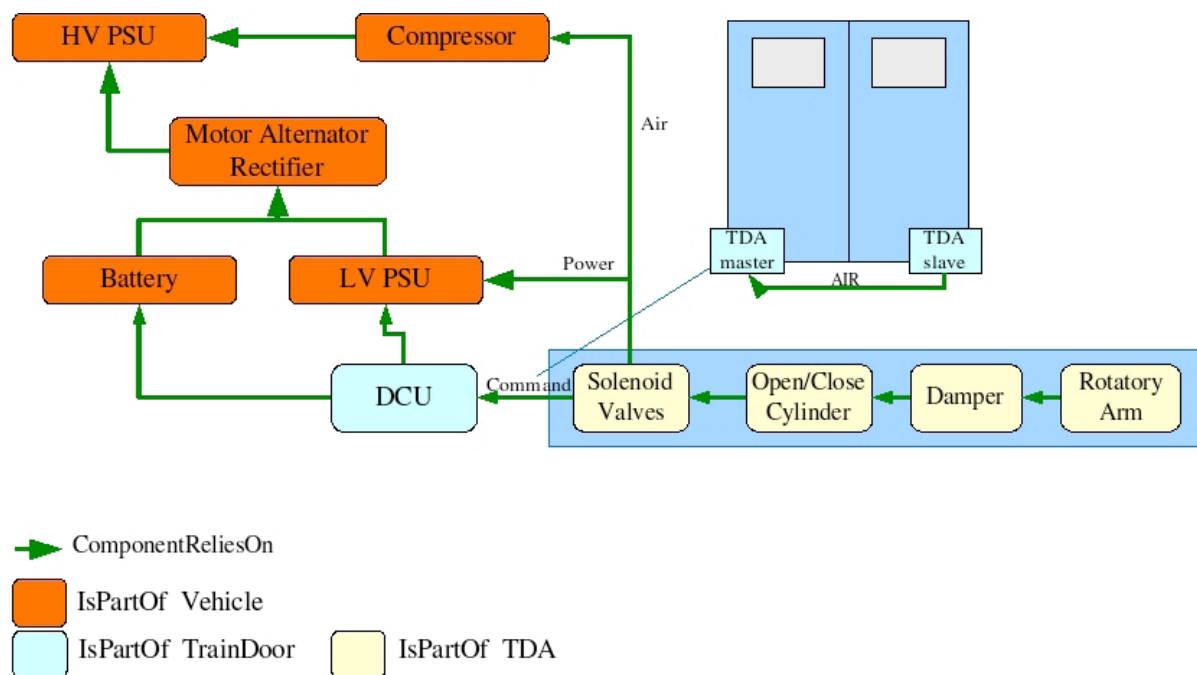 HV PSU
Compressor
Air
Motor Alternator
Rectifier
TDA
master
TDA
slave
AIR
Battery
LV PSU
Power
DCU
Command
Solenoid
Valves
Open/Close
Cylinder
Damper
Rotatory
Arm
ComponentReliesOn
IsPartOf Vehicle
IsPartOf TrainDoor
IsPartOf TDA